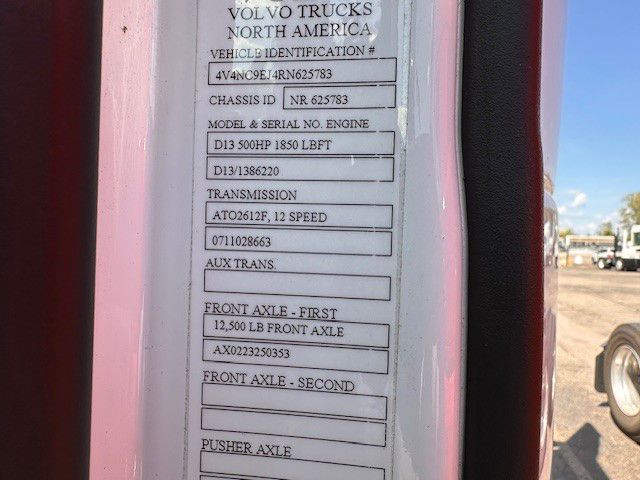 VOLVO TRUCKS
NORTH AMERICA
VEHICLE IDENTIFICATION #
4V4NC9EJ4RN625783
CHASSIS ID NR 625783
MODEL & SERIAL NO. ENGINE
D13 500HP 1850 LBFT
D13/1386220
TRANSMISSION
ATO2612F, 12 SPEED
0711028663
AUX TRANS.
FRONT AXLE - FIRST
12,500 LB FRONT AXLE
AX0223250353
FRONT AXLE - SECOND
PUSHER AXLE